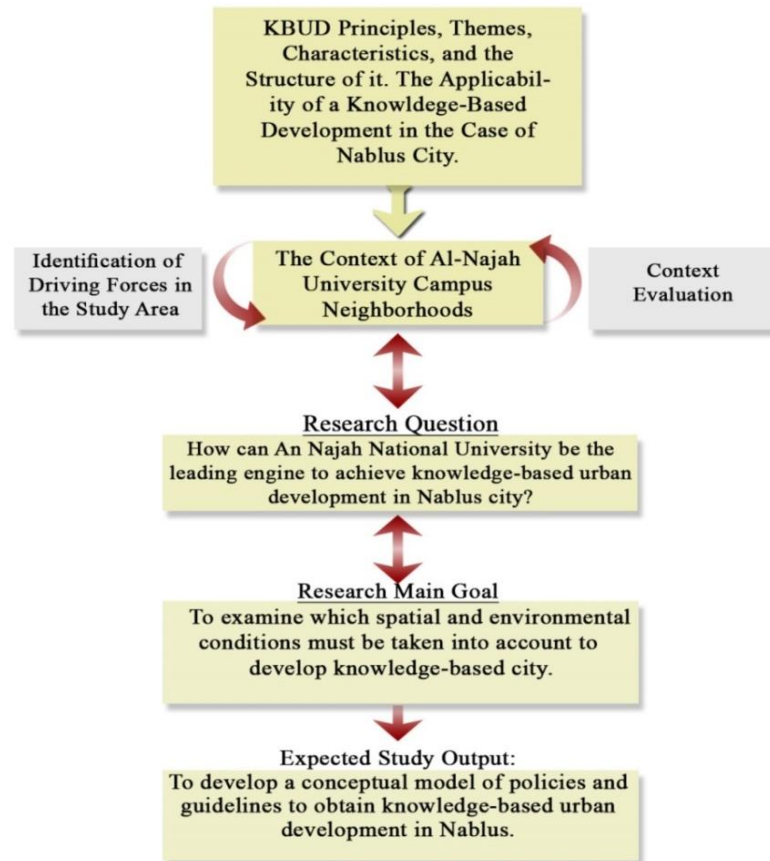 KBUD Principles, Themes,
Characteristics, and the
Structure of it. The Applicabil-
ity of a Knowldege-Based
Development in the Case of
Nablus City.
Identification of
Driving Forces in
the Study Area
The Context of Al-Najah
University Campus
Neighborhoods
Context
Evaluation
Research Question
How can An Najah National University be the
leading engine to achieve knowledge-based urban
development in Nablus city?
Research Main Goal
To examine which spatial and environmental
conditions must be taken into account to
develop knowledge-based city.
Expected Study Output:
To develop a conceptual model of policies and
guidelines to obtain knowledge-based urban
development in Nablus.